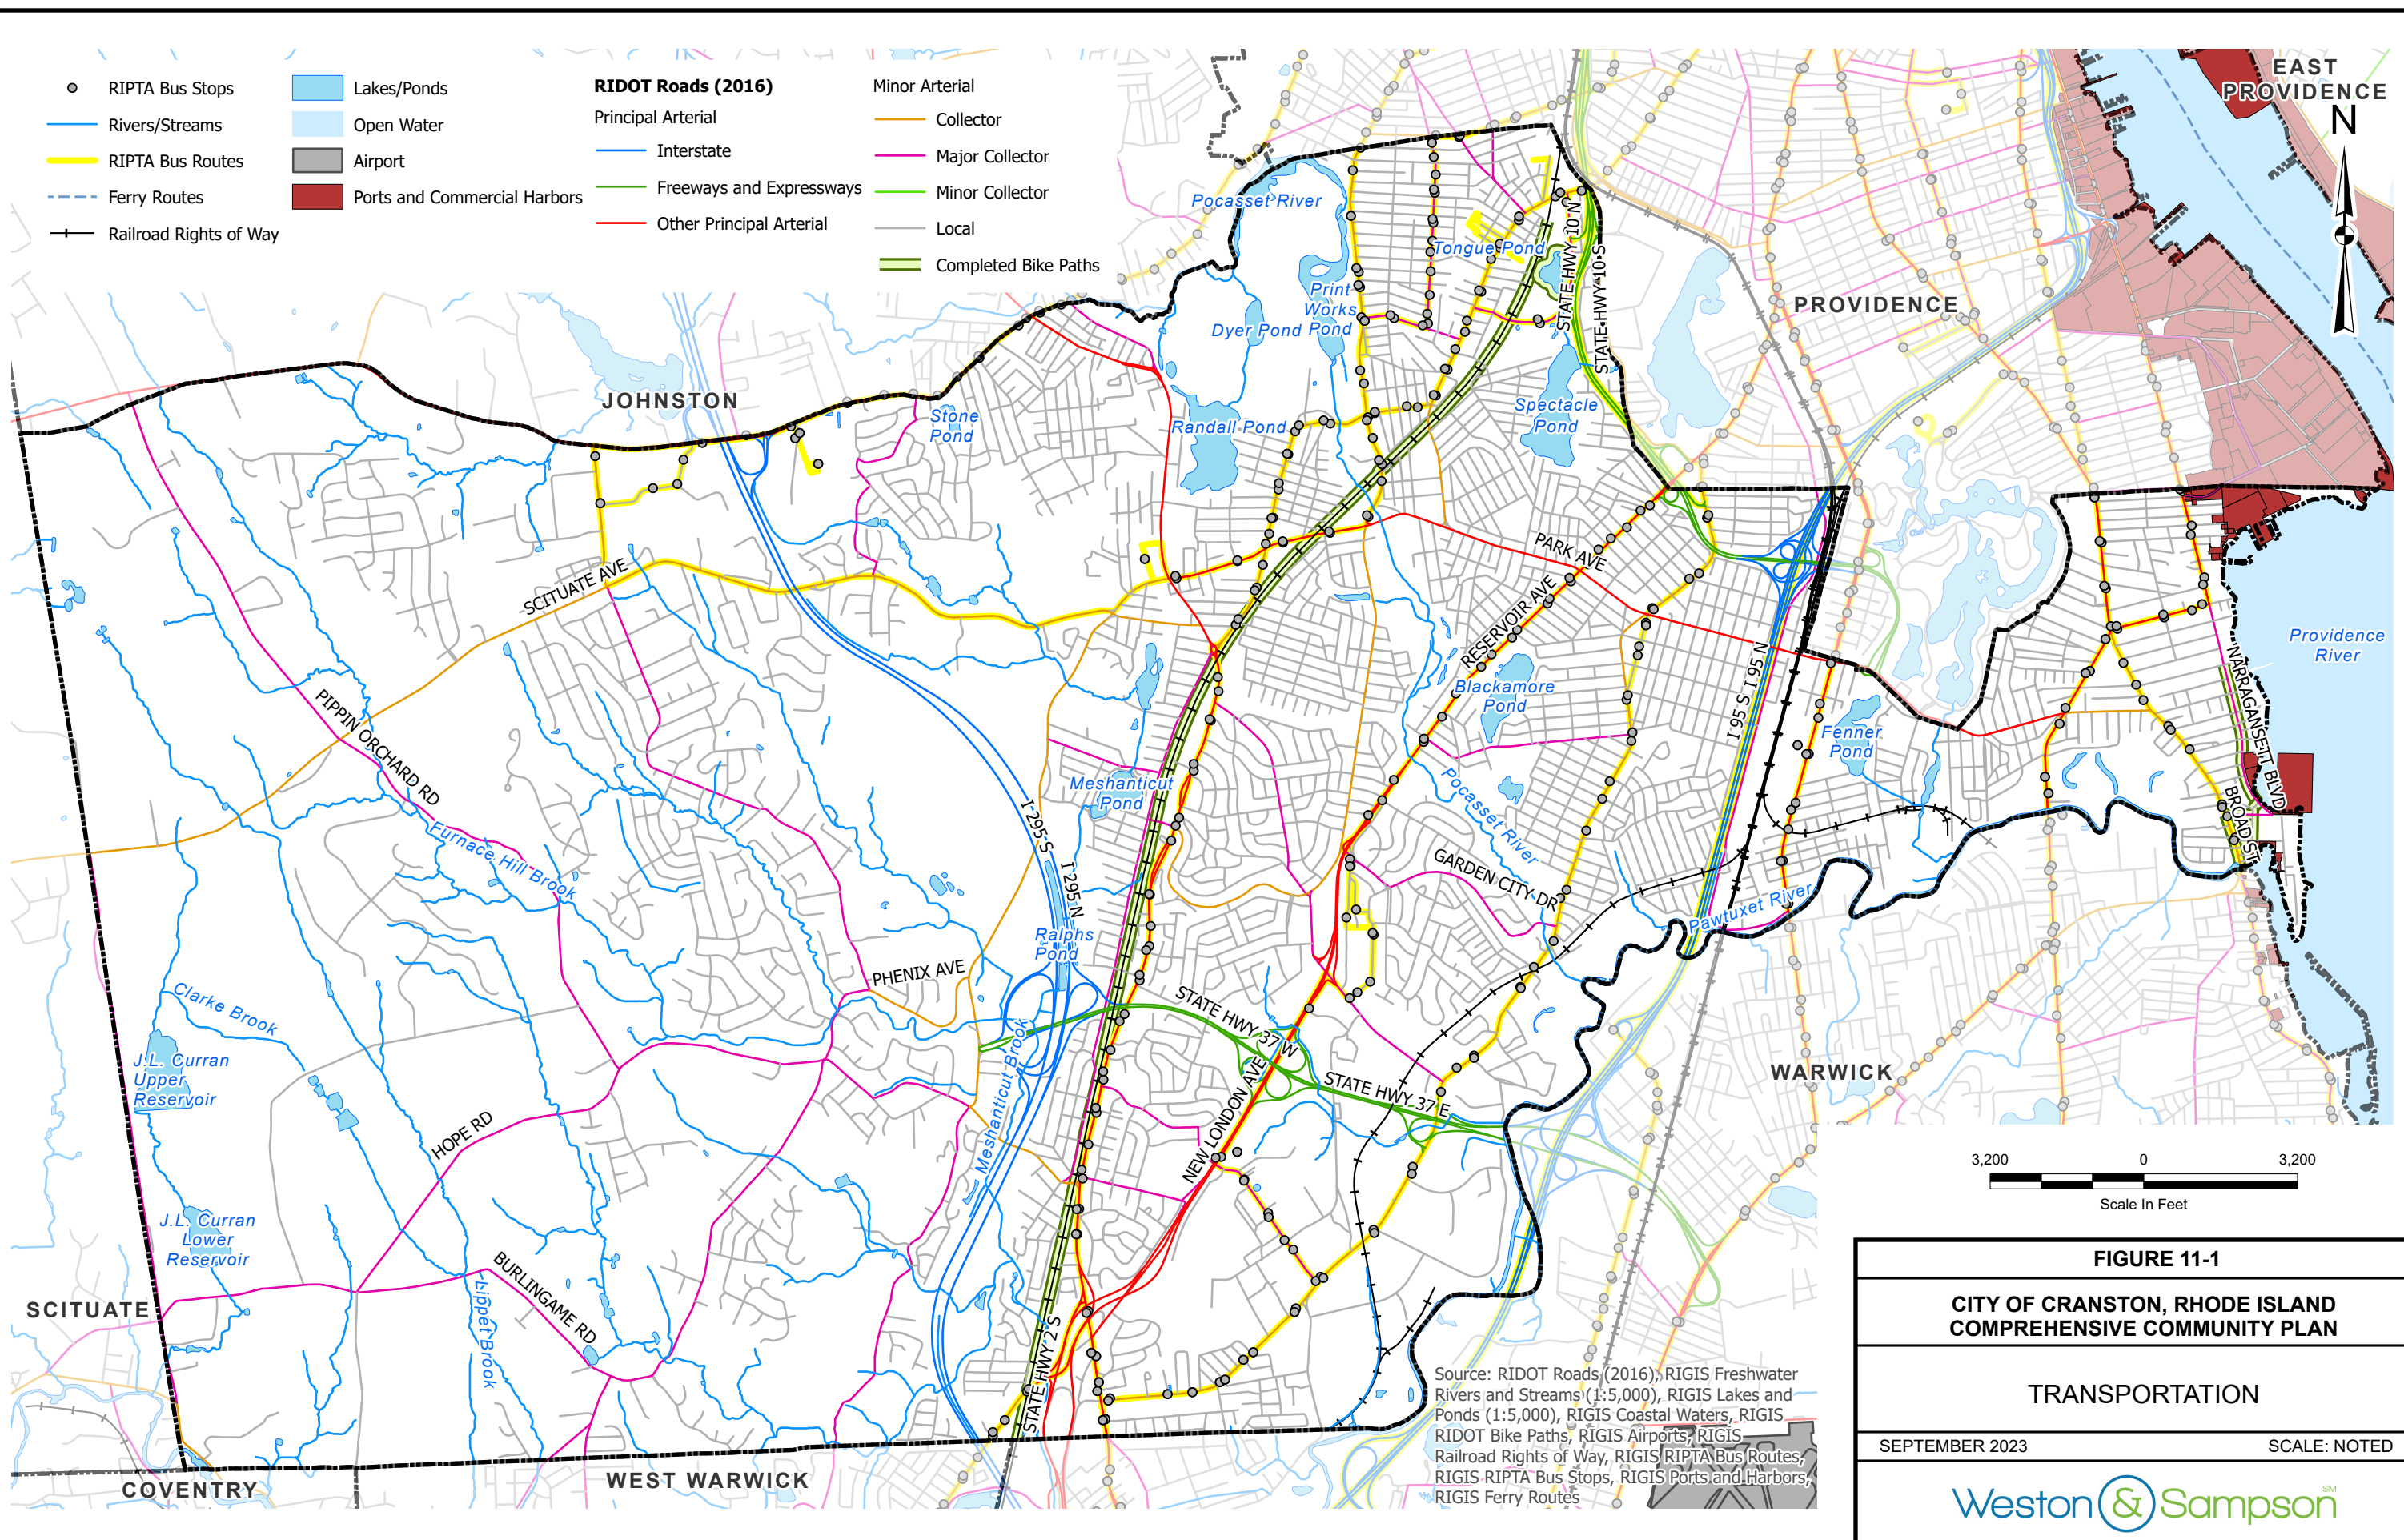 RIPTA Bus Stops
Rivers/Streams
RIPTA Bus Routes
Ferry Routes
Railroad Rights of Way
Lakes/Ponds
Open Water
Airport
Ports and Commercial Harbors
RIDOT Roads (2016)
Principal Arterial
Interstate
Freeways and Expressways
Other Principal Arterial
Minor Arterial
Collector
Major Collector
Minor Collector
Local
Completed Bike Paths
EAST
PROVIDENCE
N
Pocasset River
Tongue Pond
STATE HWY 10 N
STATE HWY 10 S
Print
Works
Pond
Dyer Pond
PROVIDENCE
JOHNSTON
Stone
Pond
Randall Pond
Spectacle
Pond
SCITUATE AVE
PARK AVE
RESERVOIR AVE
Providence
River
PIPPIN ORCHARD RD
Blackamore
Pond
I 95 S
I 95 N
Fenner
Pond
NARRAGANSETT BLVD
BROAD ST
Meshanticut
Pond
Pocasset River
Furnace Hill Brook
I 295 S
I 295 N
GARDEN CITY DR
Pawtuxet River
Ralphs
Pond
PHENIX AVE
Clarke Brook
STATE HWY 37 W
STATE HWY 37 E
Meshanticut Brook
J.L. Curran
Upper
Reservoir
WARWICK
HOPE RD
NEW LONDON AVE
J.L. Curran
Lower
Reservoir
BURLINGAME RD
Lippet Brook
SCITUATE
STATE HWY 2 S
COVENTRY
WEST WARWICK
3,200
0
3,200
Scale In Feet
Source: RIDOT Roads (2016), RIGIS Freshwater
Rivers and Streams (1:5,000), RIGIS Lakes and
Ponds (1:5,000), RIGIS Coastal Waters, RIGIS
RIDOT Bike Paths, RIGIS Airports, RIGIS
Railroad Rights of Way, RIGIS RIPTA Bus Routes,
RIGIS RIPTA Bus Stops, RIGIS Ports and Harbors,
RIGIS Ferry Routes
FIGURE 11-1
CITY OF CRANSTON, RHODE ISLAND
COMPREHENSIVE COMMUNITY PLAN
TRANSPORTATION
SEPTEMBER 2023
SCALE: NOTED
Weston & Sampson SM